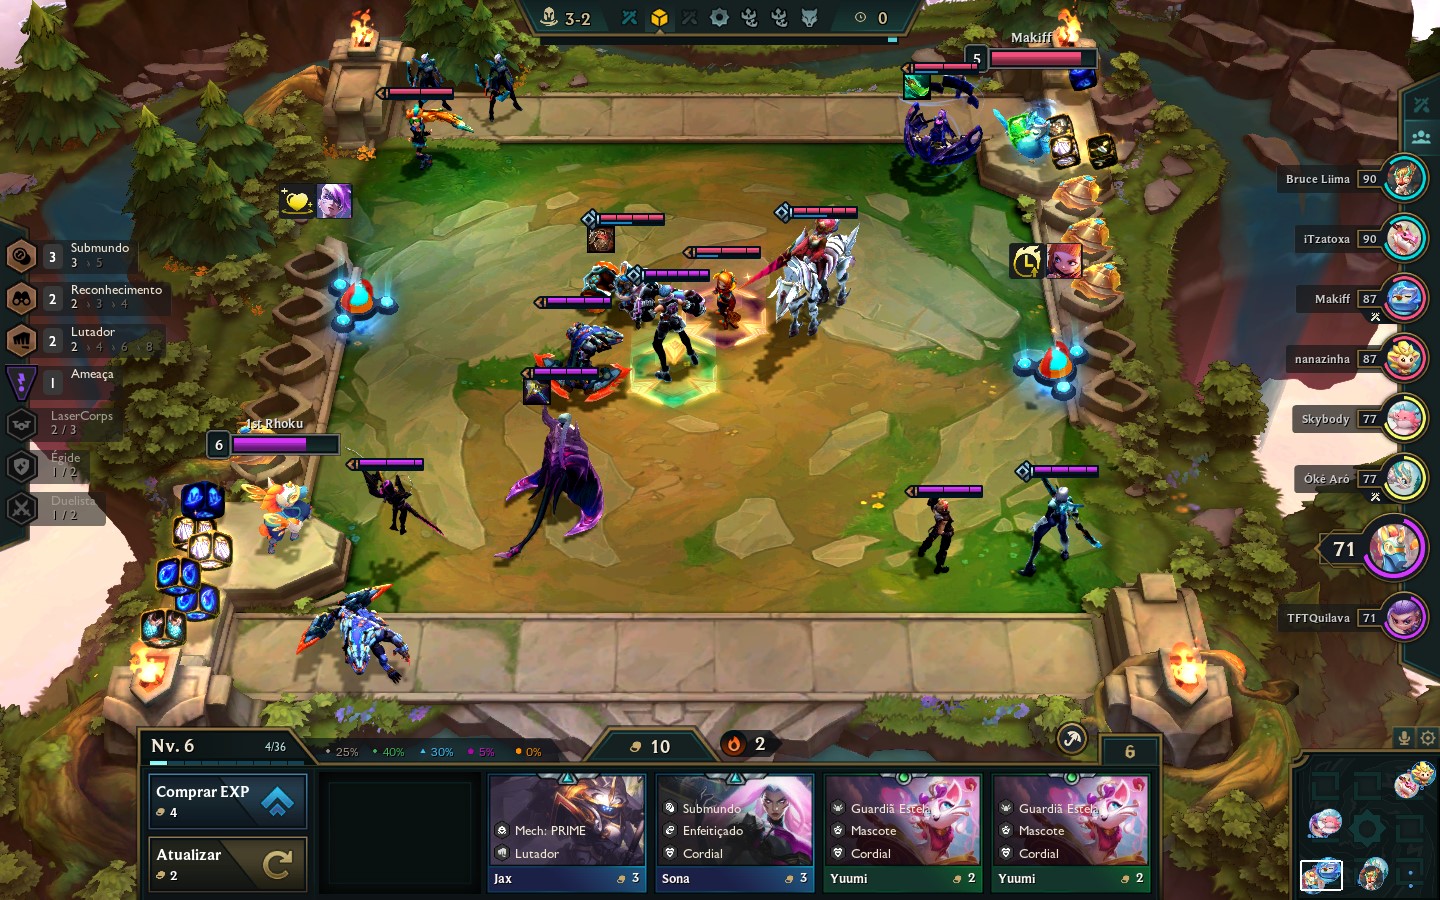 3-2
0
Makiff
5
Bruce Liima 90
iTzatoxa 90
Makiff 87
nanazinha 87
Skybody 77
Ôkê Arô 77
71
TFTQuilava 71
3 Submundo
3 › 5
2 Reconhecimento
2 › 3 › 4
2 Lutador
2 › 4 › 6 › 8
1 Ameaça
LaserCorps
2 / 3
Égide
1 / 2
Duelista
1 / 2
1st Rhoku
6
Nv. 6 4/36
25% 40% 30% 5% 0%
10
2
6
Comprar EXP
4
Atualizar
2
Mech: PRIME
Lutador
Jax 3
Submundo
Enfeitiçado
Cordial
Sona 3
Guardiã Estela
Mascote
Cordial
Yuumi 2
Guardiã Estela
Mascote
Cordial
Yuumi 2